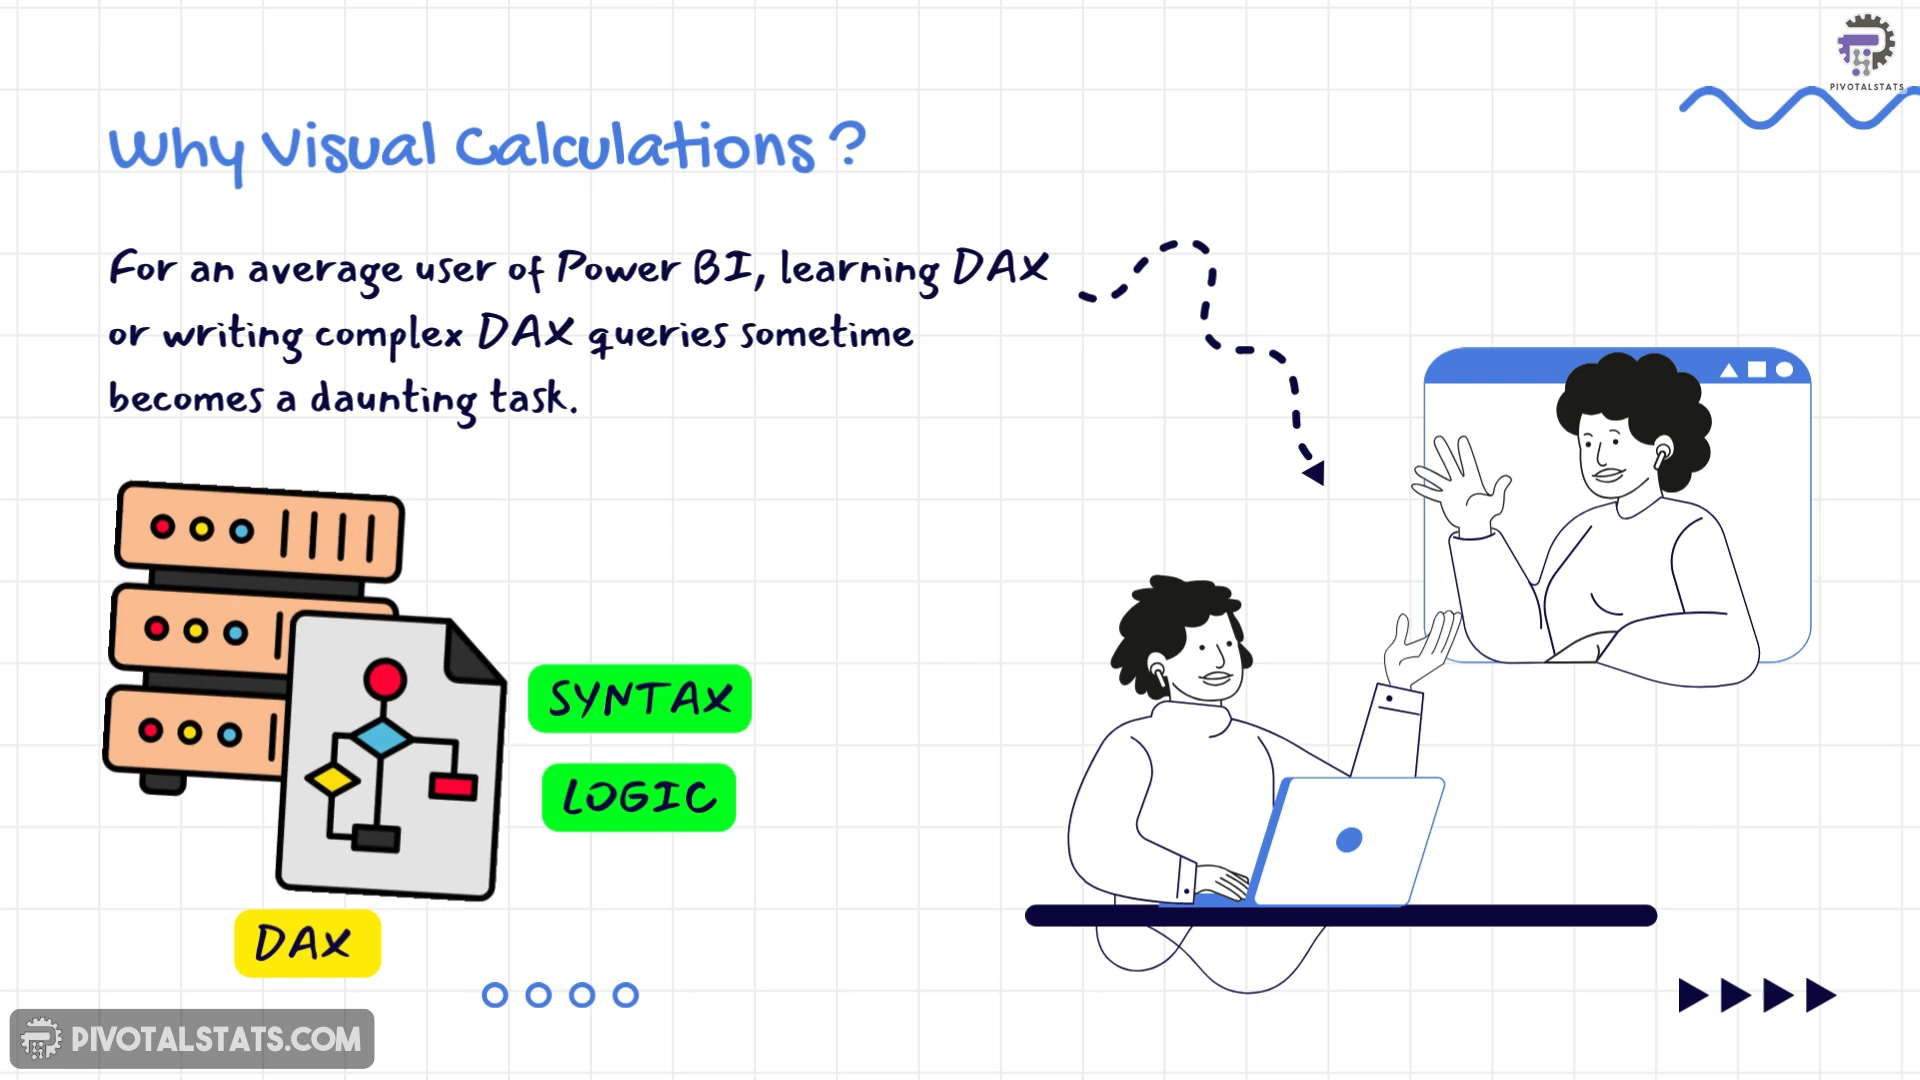 PIVOTALSTATS
Why Visual Calculations ?
For an average user of Power BI, learning DAX
or writing complex DAX queries sometime
becomes a daunting task.
SYNTAX
LOGIC
DAX
PIVOTALSTATS.COM